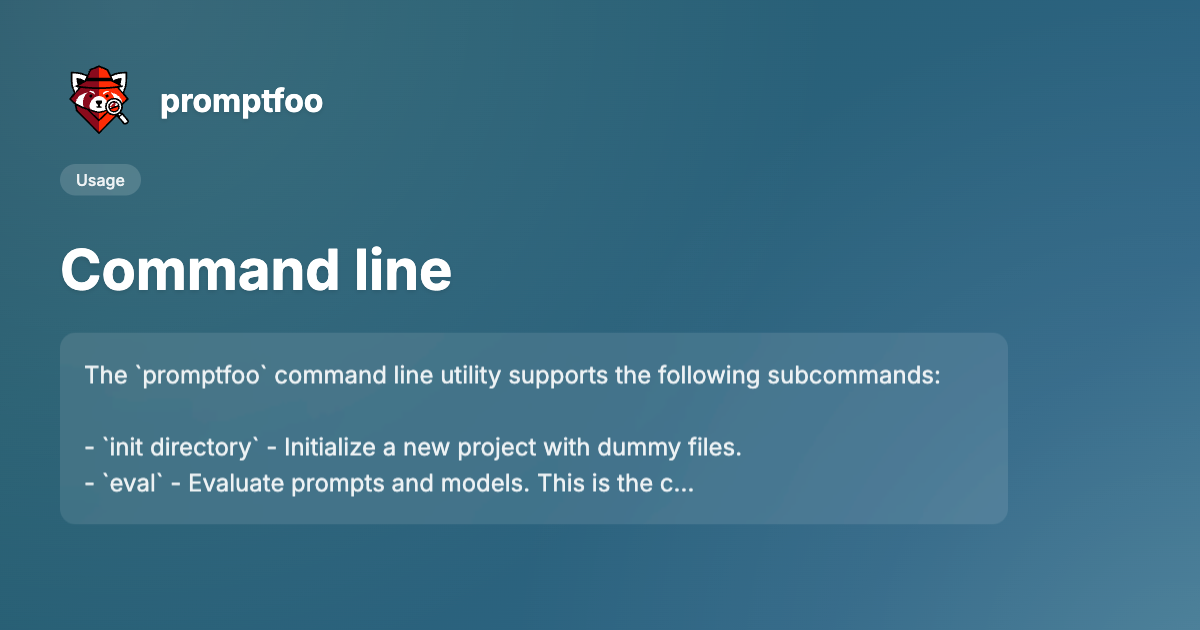 promptfoo
Usage
Command line
The `promptfoo` command line utility supports the following subcommands:
- `init directory` - Initialize a new project with dummy files.
- `eval` - Evaluate prompts and models. This is the c...